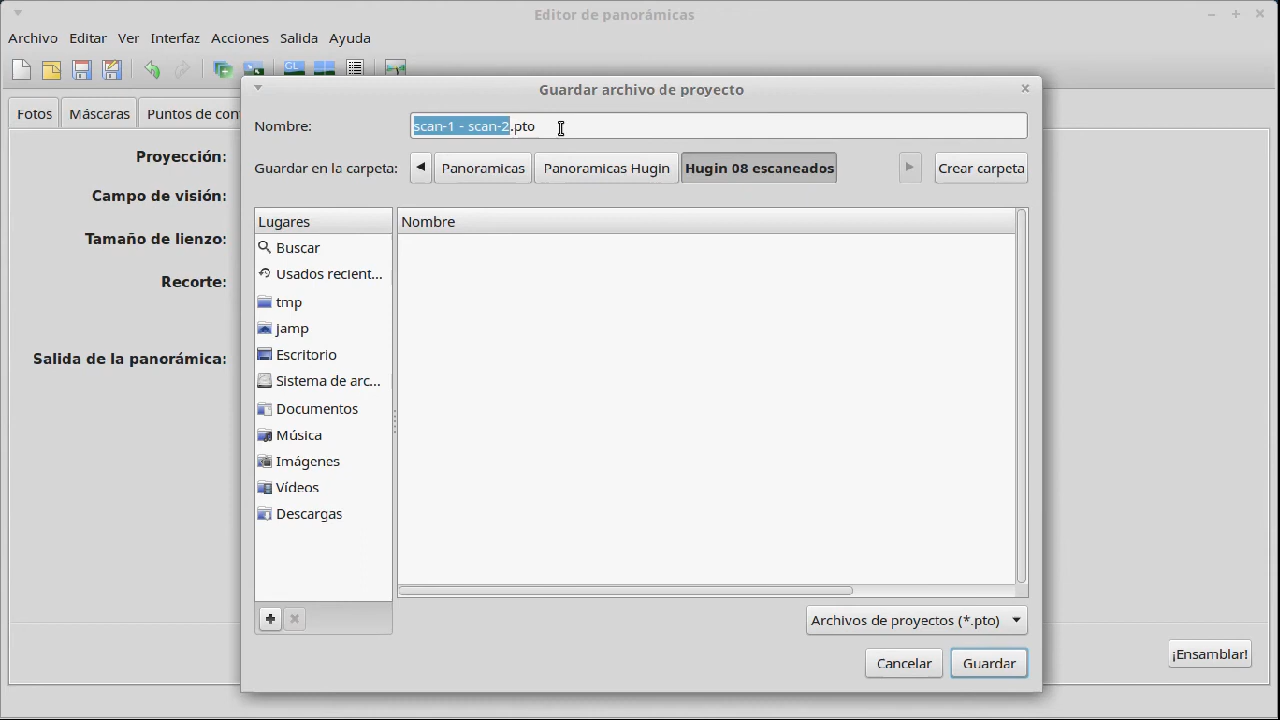 Editor de panorámicas
Archivo Editar Ver Interfaz Acciones Salida Ayuda
GL
Fotos Máscaras Puntos de con
Proyección:
Campo de visión:
Tamaño de lienzo:
Recorte:
Salida de la panorámica:
¡Ensamblar!
Guardar archivo de proyecto
Nombre: scan-1 - scan-2.pto
Guardar en la carpeta: Panoramicas Panoramicas Hugin Hugin 08 escaneados Crear carpeta
Lugares Nombre
Buscar
Usados recient...
tmp
jamp
Escritorio
Sistema de arc...
Documentos
Música
Imágenes
Vídeos
Descargas
Archivos de proyectos (*.pto)
Cancelar Guardar